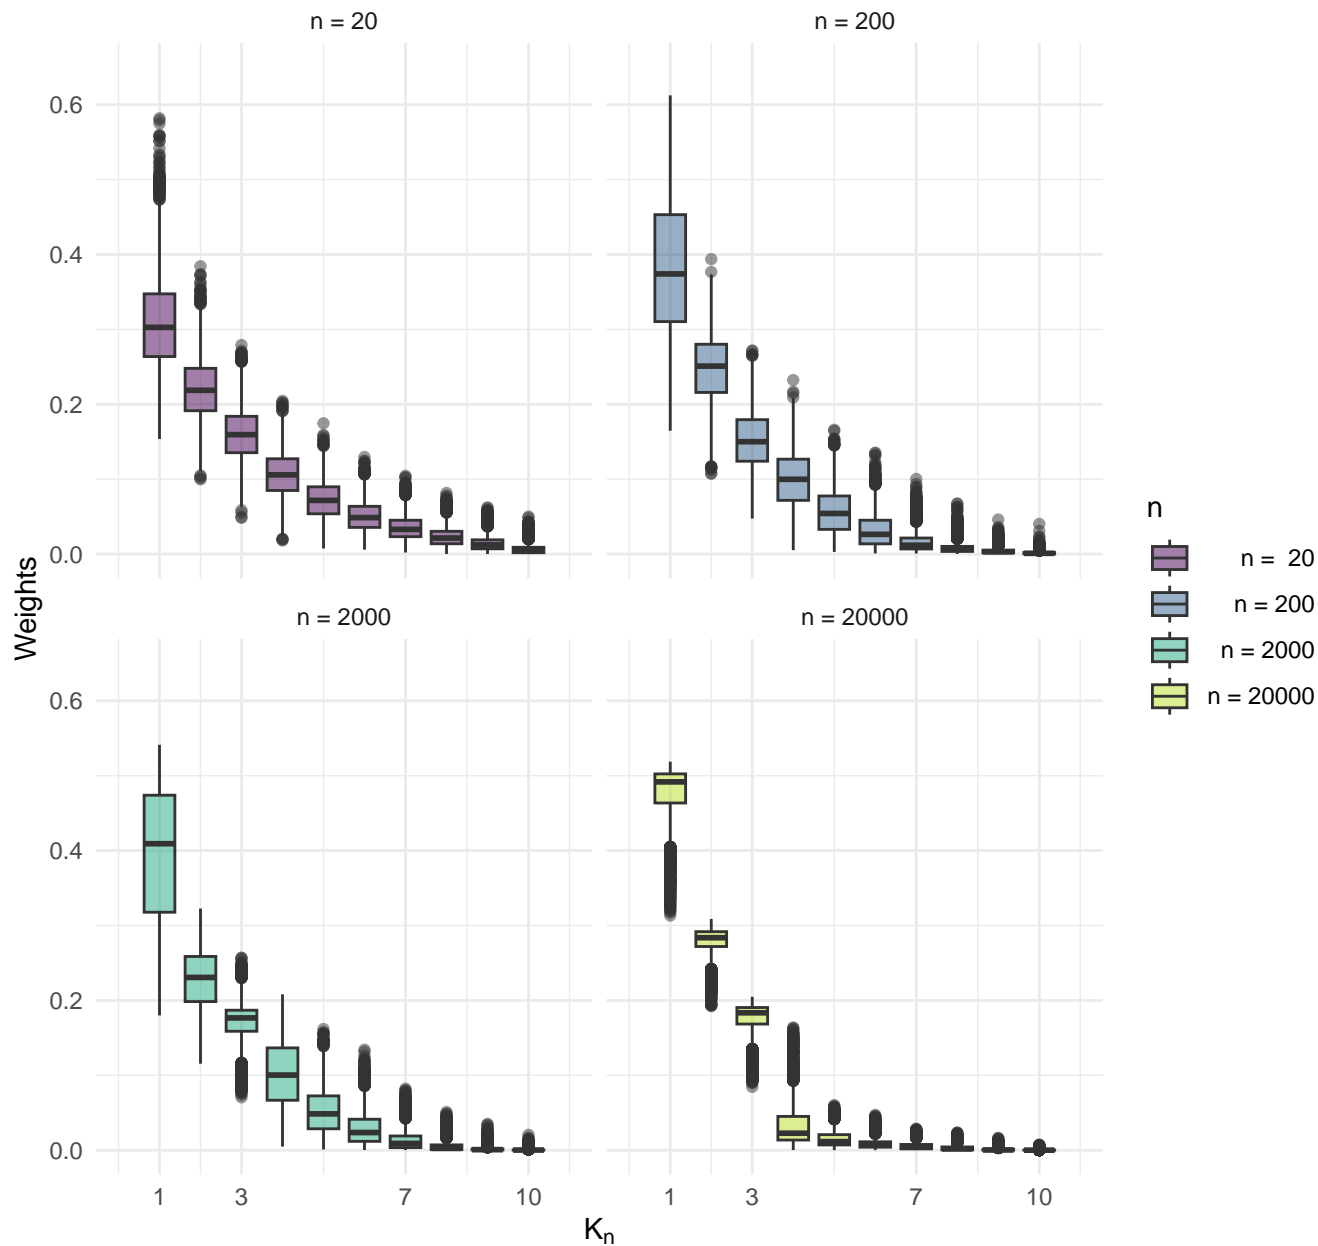 n = 20
n = 200
0.6
0.4
0.2
0.0
n = 2000
n = 20000
0.6
0.4
0.2
0.0
1 3 7 10
1 3 7 10
Weights
Kn
n
n = 20
n = 200
n = 2000
n = 20000